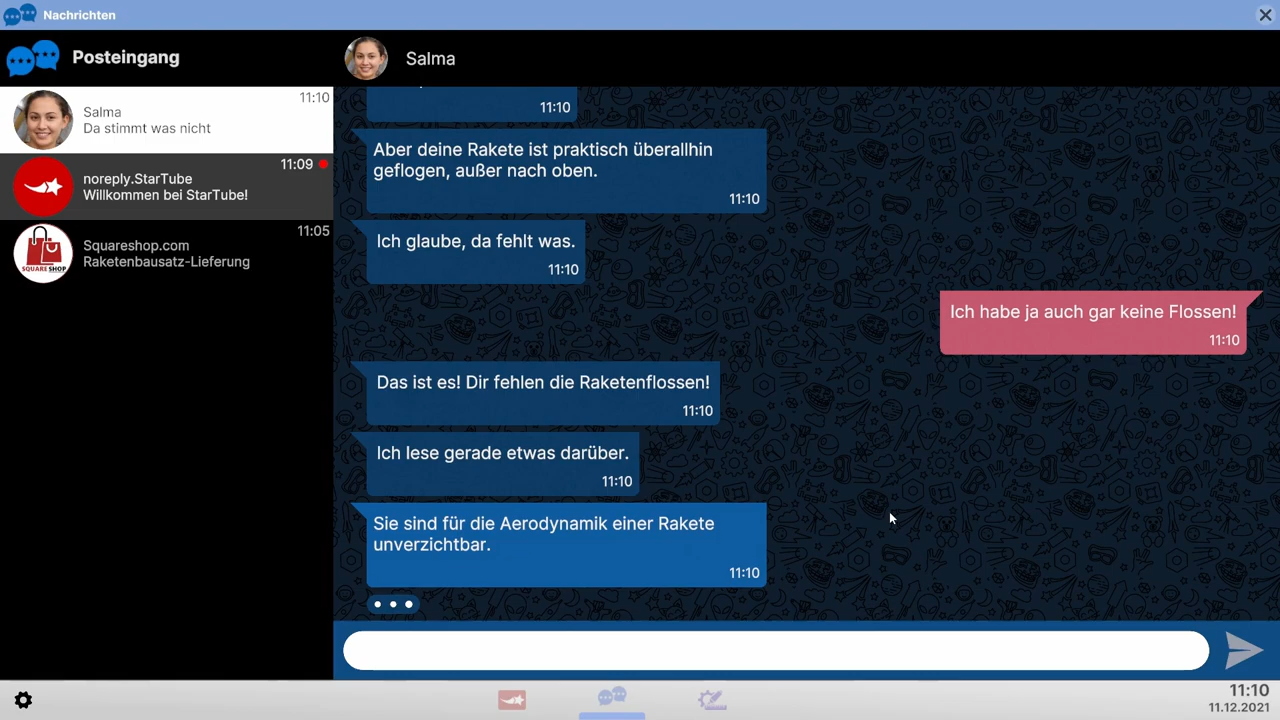 Nachrichten
Posteingang
Salma
11:10
Salma
Da stimmt was nicht
11:09
noreply.StarTube
Willkommen bei StarTube!
11:05
Squareshop.com
Raketenbausatz-Lieferung
SQUARE SHOP
11:10
Aber deine Rakete ist praktisch überallhin
geflogen, außer nach oben.
11:10
Ich glaube, da fehlt was.
11:10
Ich habe ja auch gar keine Flossen!
11:10
Das ist es! Dir fehlen die Raketenflossen!
11:10
Ich lese gerade etwas darüber.
11:10
Sie sind für die Aerodynamik einer Rakete
unverzichtbar.
11:10
11:10
11.12.2021